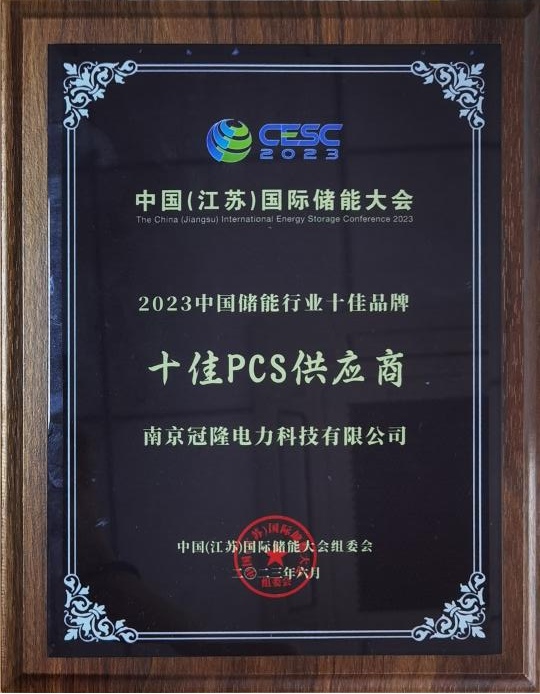 CESC
2023
中国(江苏)国际储能大会
The China (Jiangsu) International Energy Storage Conference 2023
2023中国储能行业十佳品牌
十佳PCS供应商
南京冠隆电力科技有限公司
中国(江苏)国际储能大会组委会
二〇二三年六月